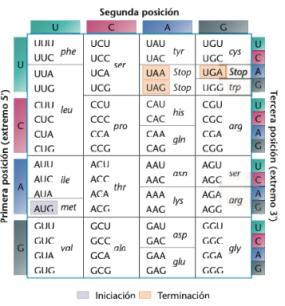 Segunda posición
U C A G
UUU UCU UAU UGU U
UUC phe UCC UAC tyr UGC cys C
ser
U UUA UCA UAA Stop UGA Stop A
UUG UCG UAG Stop UGG trp G
CUU leu CCU CAU his CGU U
CUC CCC CAC CGC C
C pro arg
CUA CCA CAA gln CGA A
CUG CCG CAG CGG G
AUU ACU AAU asn AGU ser U
AUC ile ACC AAC AGC C
A thr
AUA ACA AAA lys AGA arg A
AUG met ACG AAG AGG G
GUU GCU GAU asp GGU U
GUC GCC GAC GGC C
G val ala gly
GUA GCA GAA glu GGA A
GUG GCG GAG GGG G
Primera posición (extremo 5')
Tercera posición (extremo 3')
Iniciación Terminación